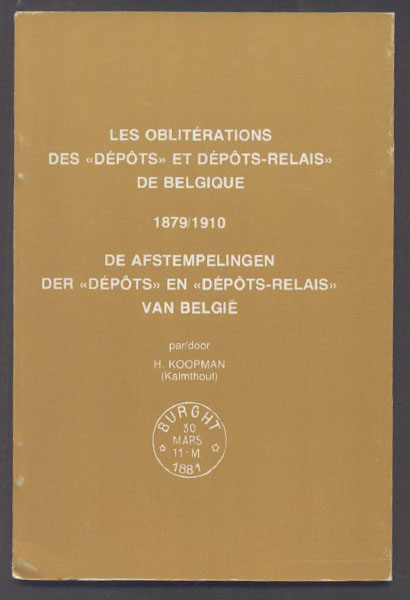 LES OBLITÉRATIONS
DES «DÉPÔTS» ET DÉPÔTS-RELAIS»
DE BELGIQUE
1879/1910
DE AFSTEMPELINGEN
DER «DÉPÔTS» EN «DÉPÔTS-RELAIS»
VAN BELGIË
par/door
H. KOOPMAN
(Kalmthout)
BURGHT
30
MARS
11-M
1881